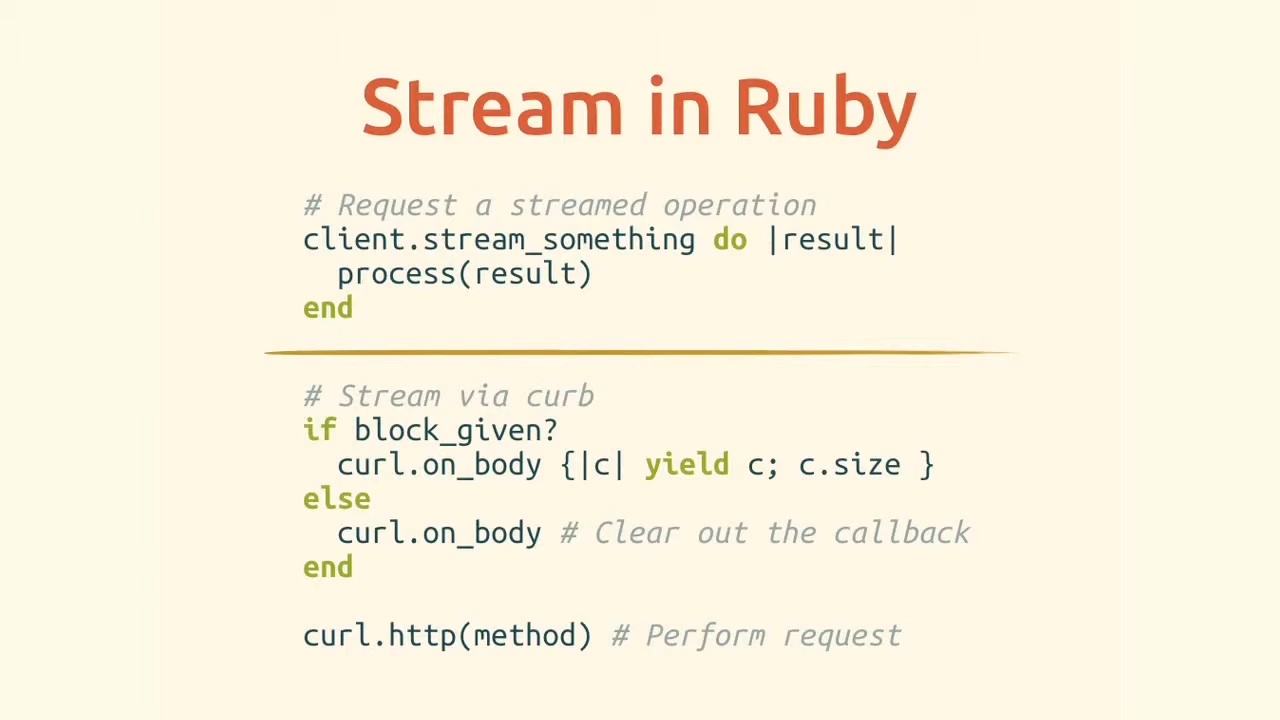 Stream in Ruby
# Request a streamed operation
client.stream_something do |result|
  process(result)
end
# Stream via curb
if block_given?
  curl.on_body {|c| yield c; c.size }
else
  curl.on_body # Clear out the callback
end
curl.http(method) # Perform request